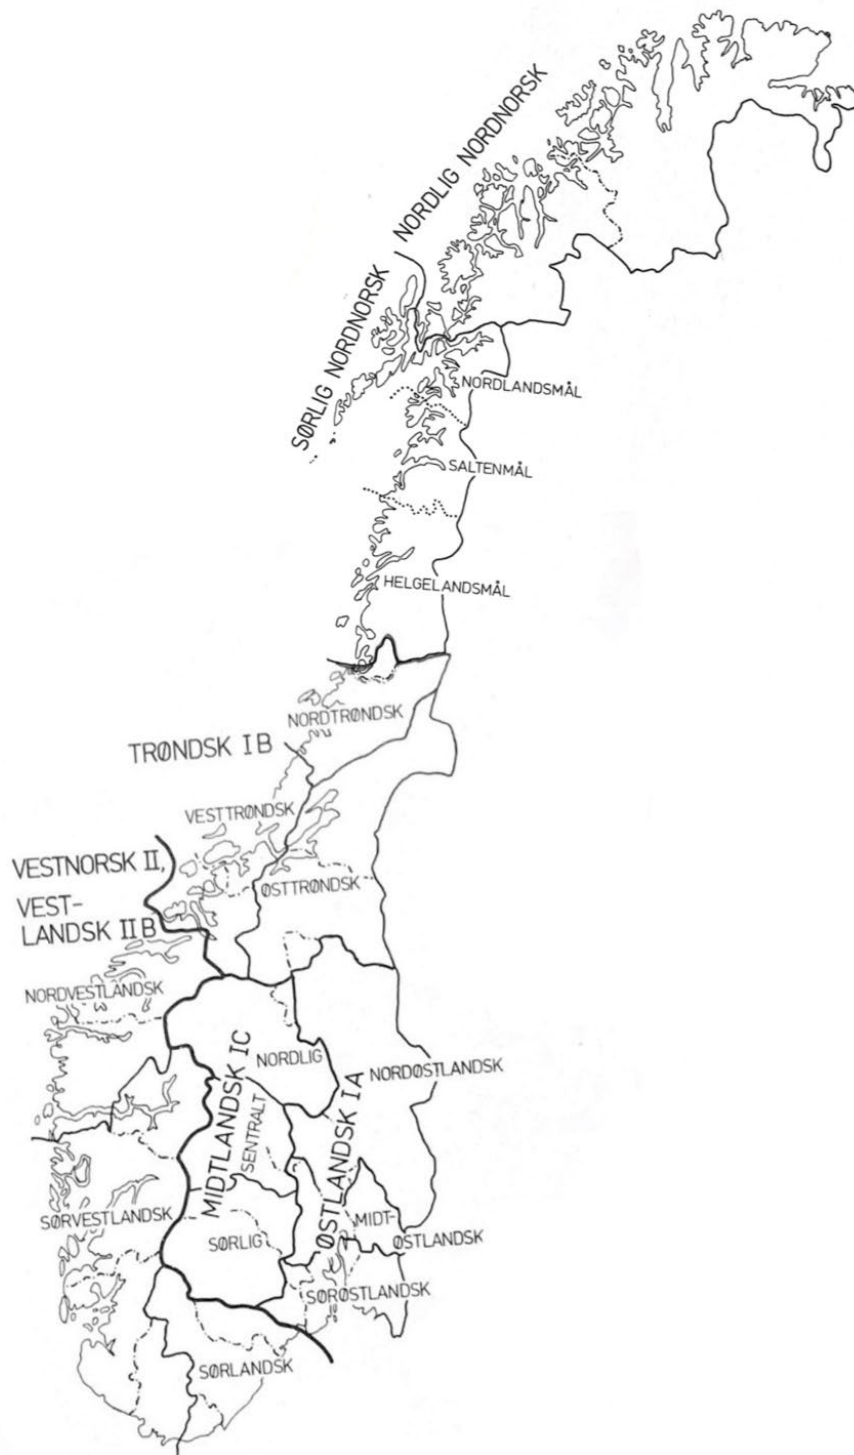 NORDLIG NORDNORSK
SØRLIG NORDNORSK
NORDLANDSMÅL
SALTENMÅL
HELGELANDSMÅL
NORDTRØNDSK
TRØNDSK IB
VESTTRØNDSK
VESTNORSK II,
VEST-
LANDSK IIB
ØSTTRØNDSK
NORDVESTLANDSK
MIDTLANDSK IC
NORDLIG
NORDØSTLANDSK
ØSTLANDSK IA
SENTRALT
SØRVESTLANDSK
SØRLIG
MIDT-
ØSTLANDSK
SØRØSTLANDSK
SØRLANDSK